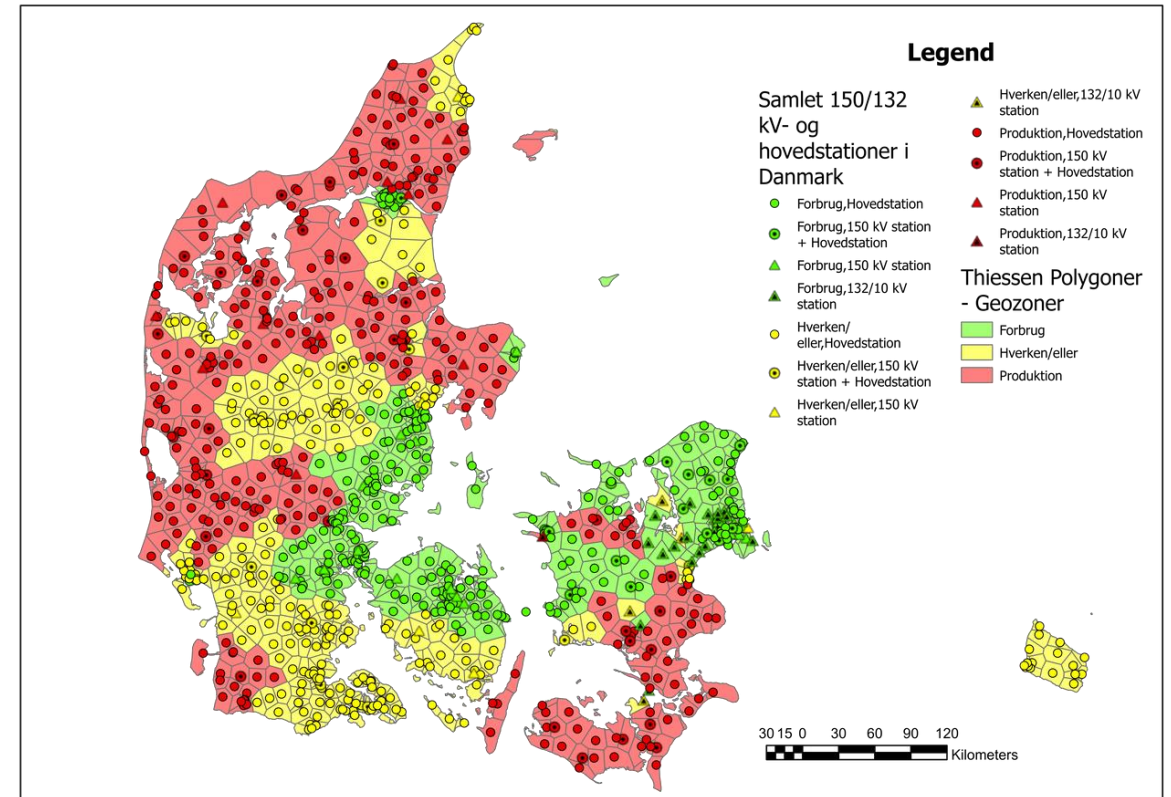 Legend
Samlet 150/132
kV- og
hovedstationer i
Danmark
Forbrug,Hovedstation
Forbrug,150 kV station
+ Hovedstation
Forbrug,150 kV station
Forbrug,132/10 kV
station
Hverken/
eller,Hovedstation
Hverken/eller,150 kV
station + Hovedstation
Hverken/eller,150 kV
station
Hverken/eller,132/10 kV
station
Produktion,Hovedstation
Produktion,150 kV
station + Hovedstation
Produktion,150 kV
station
Produktion,132/10 kV
station
Thiessen Polygoner
- Geozoner
Forbrug
Hverken/eller
Produktion
30 15 0 30 60 90 120
Kilometers